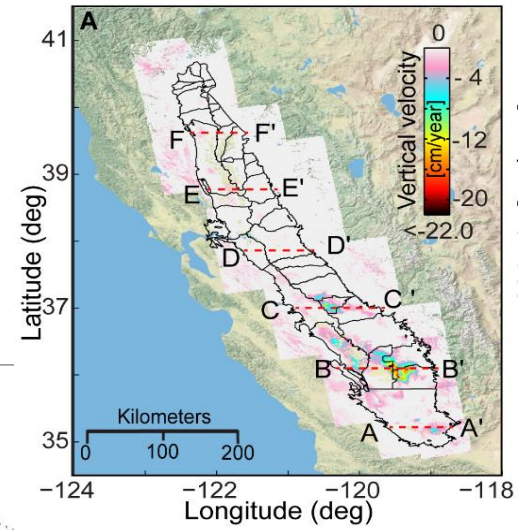 A
0
41
- 4
F
F'
Vertical velocity
[cm/year]
-12
39
E
E'
-20
<-22.0
D
D'
Latitude (deg)
37
C
C '
B
B'
Kilometers
0 100 200
A
A'
35
−124 −122 −120 −118
Longitude (deg)